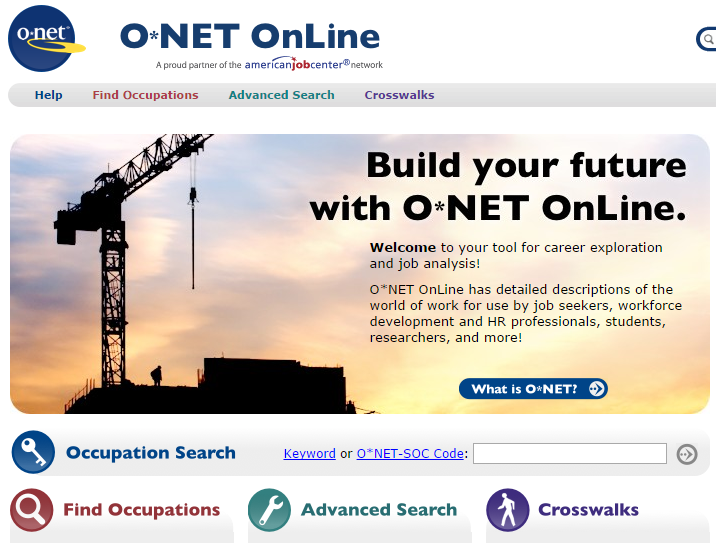 o·net™
O*NET OnLine
A proud partner of the americanjobcenter® network
Help Find Occupations Advanced Search Crosswalks
Build your future
with O*NET OnLine.
Welcome to your tool for career exploration
and job analysis!
O*NET OnLine has detailed descriptions of the
world of work for use by job seekers, workforce
development and HR professionals, students,
researchers, and more!
What is O*NET?
Occupation Search Keyword or O*NET-SOC Code:
Find Occupations Advanced Search Crosswalks